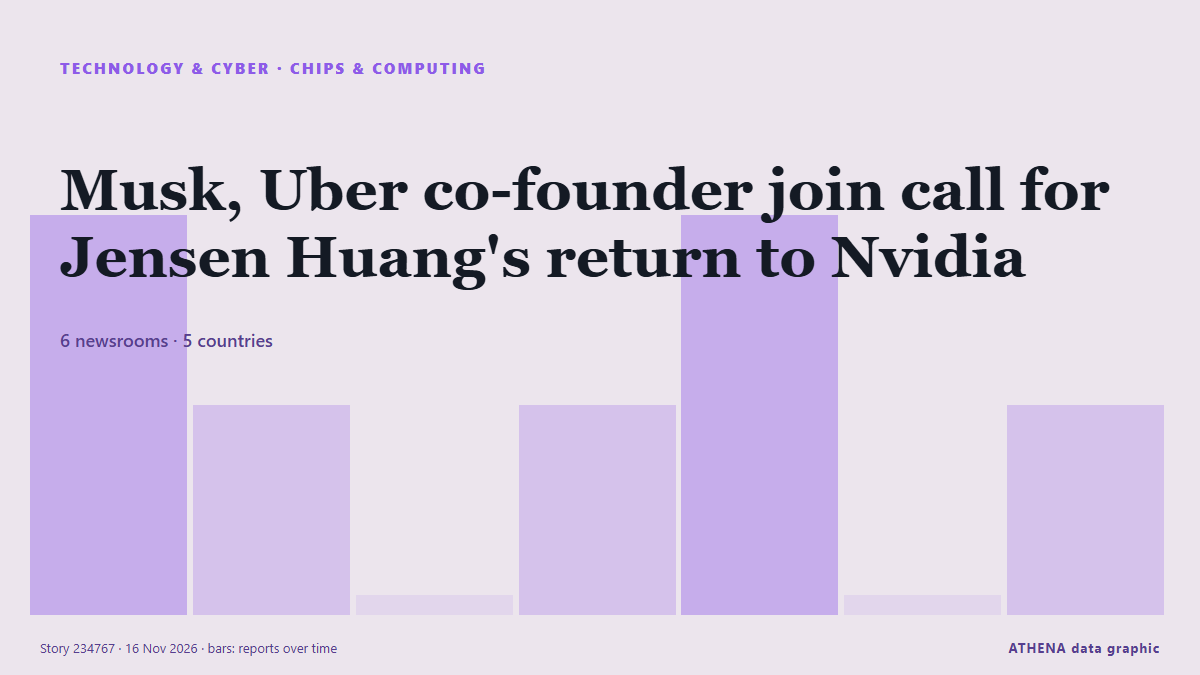 TECHNOLOGY & CYBER · CHIPS & COMPUTING
Musk, Uber co-founder join call for
Jensen Huang's return to Nvidia
6 newsrooms · 5 countries
Story 234767 · 16 Nov 2026 · bars: reports over time
ATHENA data graphic